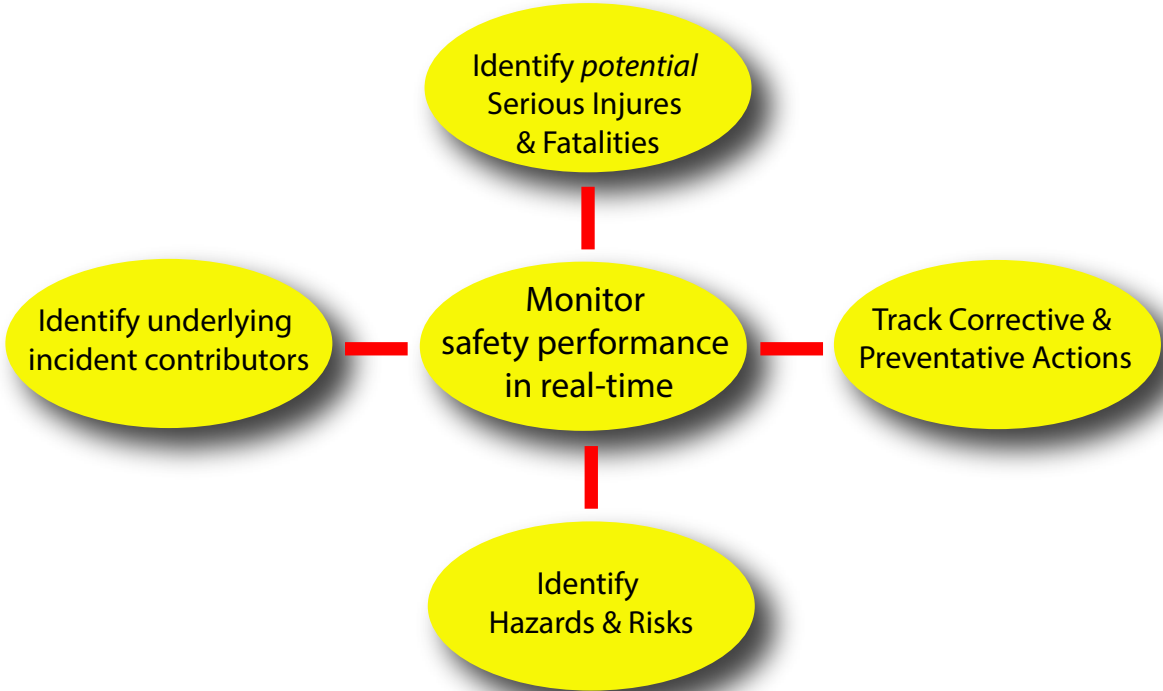 Identify potential
Serious Injures
& Fatalities
Identify underlying
incident contributors
Monitor
safety performance
in real-time
Track Corrective &
Preventative Actions
Identify
Hazards & Risks